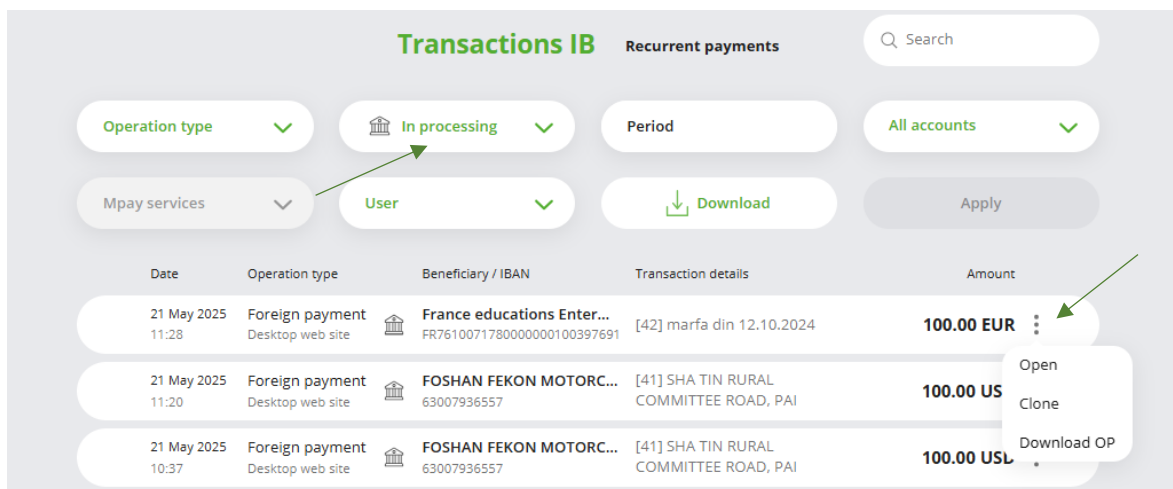 Transactions IB Recurrent payments Search
Operation type In processing Period All accounts
Mpay services User Download Apply
Date Operation type Beneficiary / IBAN Transaction details Amount
21 May 2025 Foreign payment France educations Enter... [42] marfa din 12.10.2024 100.00 EUR
11:28 Desktop web site FR7610071780000000100397691
Open
Clone
Download OP
21 May 2025 Foreign payment FOSHAN FEKON MOTORC... [41] SHA TIN RURAL 100.00 US
11:20 Desktop web site 63007936557 COMMITTEE ROAD, PAI
21 May 2025 Foreign payment FOSHAN FEKON MOTORC... [41] SHA TIN RURAL 100.00 USD
10:37 Desktop web site 63007936557 COMMITTEE ROAD, PAI